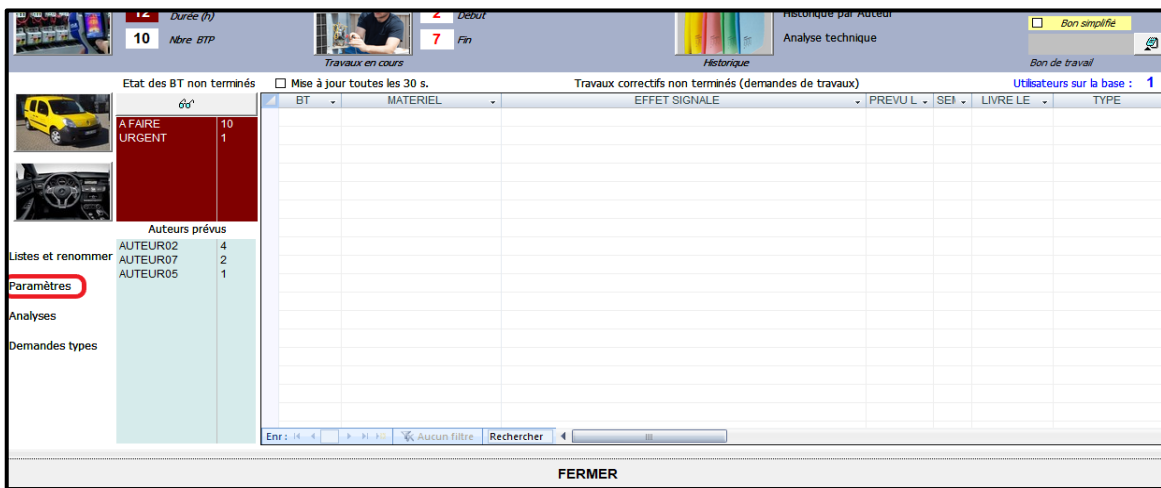 12 Durée (h)
10 Nbre BTP
2 Début
7 Fin
Travaux en cours
Historique par Auteur
Analyse technique
Historique
Bon simplifié
Bon de travail
Etat des BT non terminés
Mise à jour toutes les 30 s.
Travaux correctifs non terminés (demandes de travaux)
Utilisateurs sur la base : 1
BT MATERIEL EFFET SIGNALE PREVU L SEM LIVRE LE TYPE
A FAIRE 10
URGENT 1
Auteurs prévus
AUTEUR02 4
AUTEUR07 2
AUTEUR05 1
Listes et renommer
Paramètres
Analyses
Demandes types
Enr : Aucun filtre Rechercher
FERMER